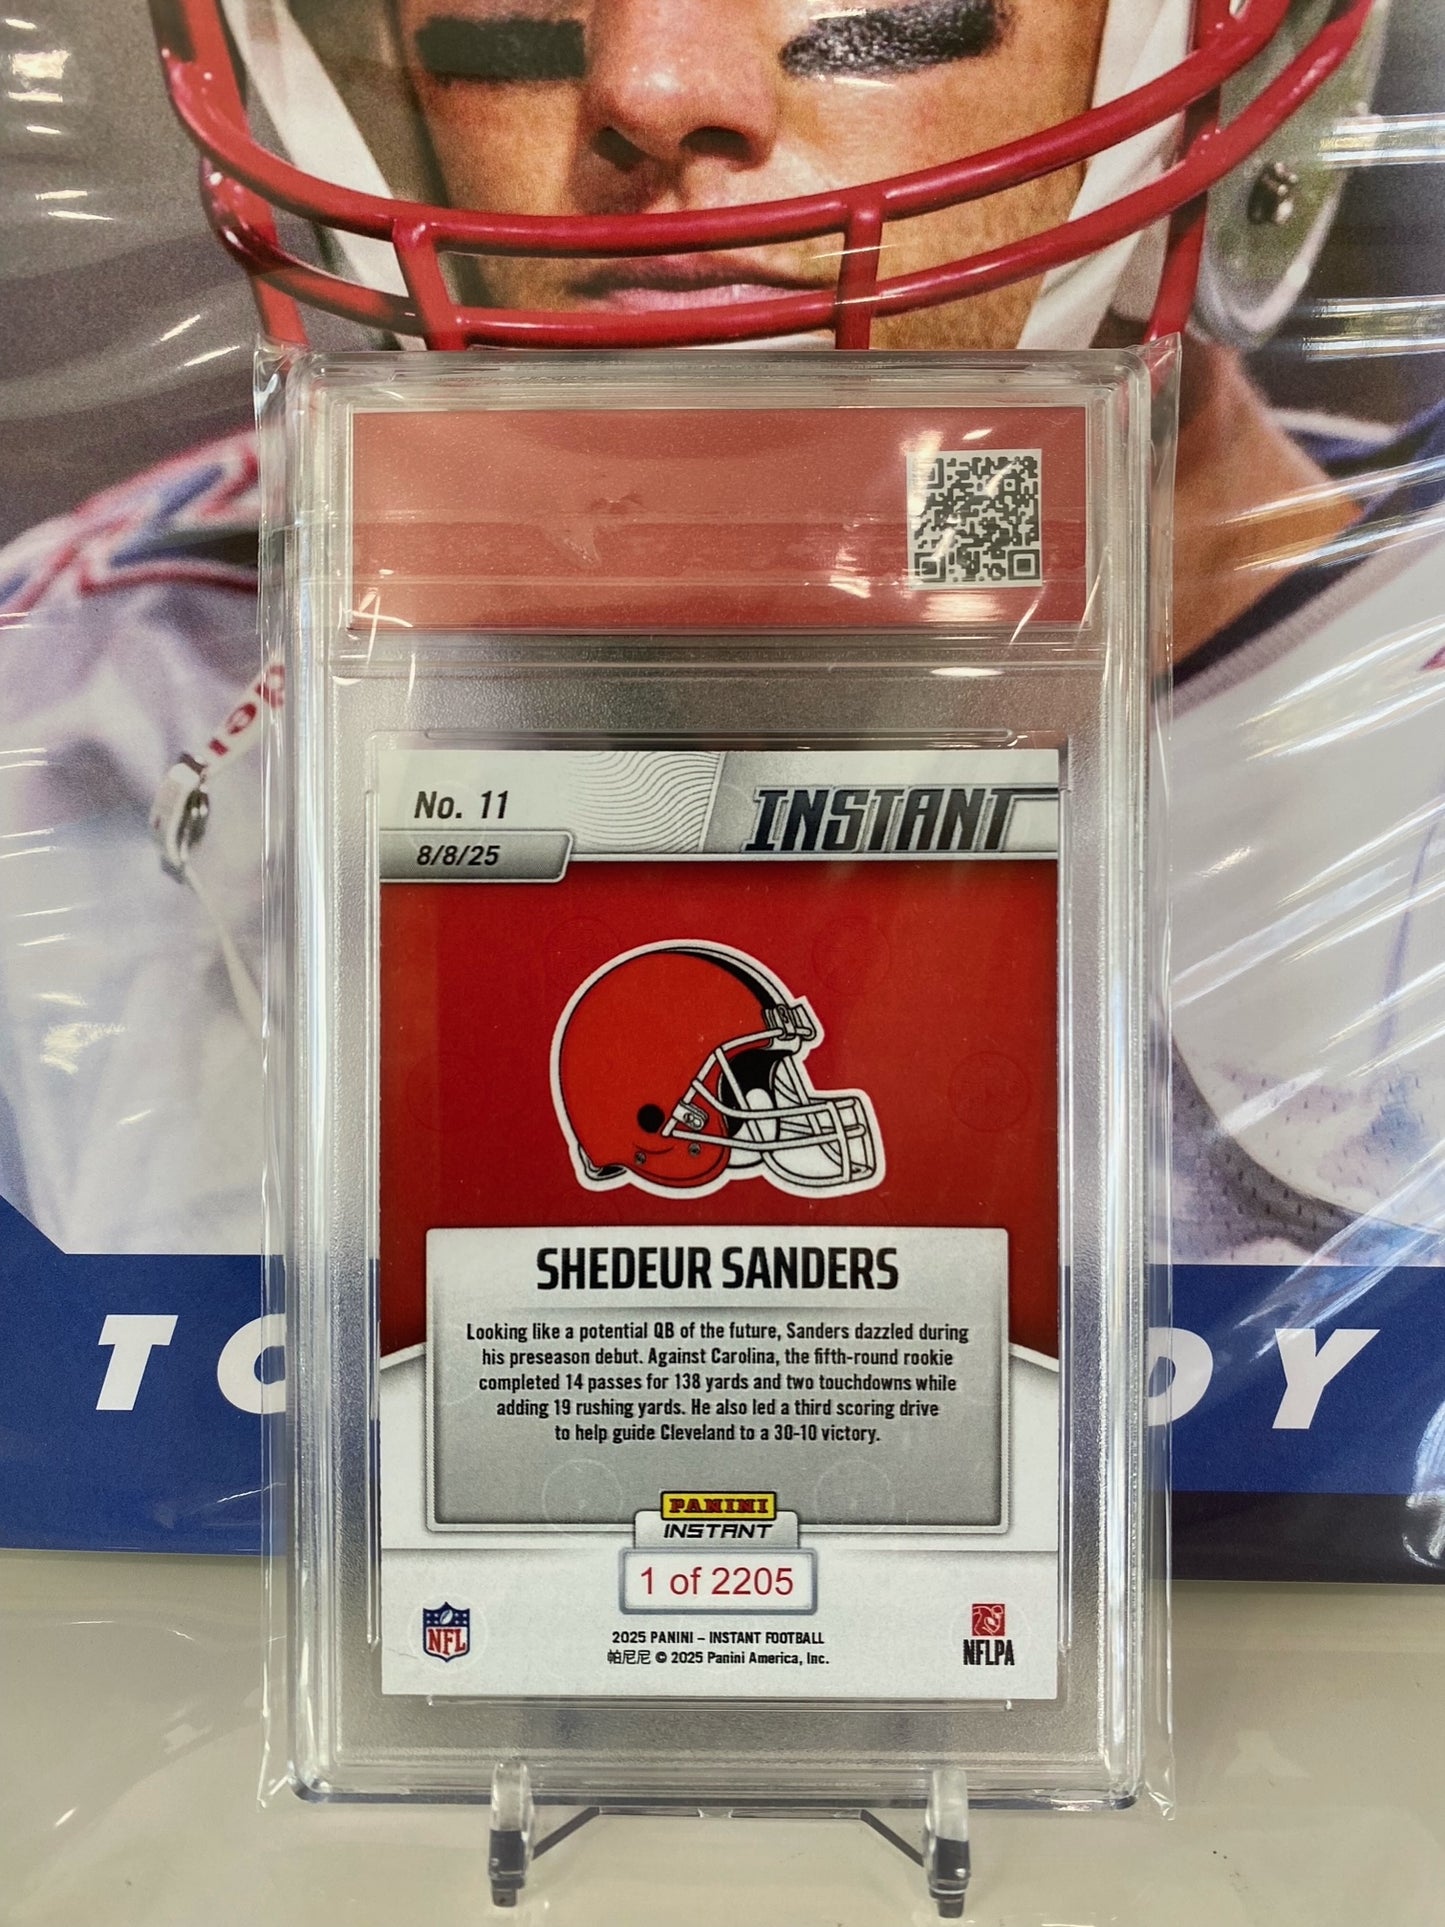 No. 11
INSTANT
8/8/25
SHEDEUR SANDERS
Looking like a potential QB of the future, Sanders dazzled during
his preseason debut. Against Carolina, the fifth-round rookie
completed 14 passes for 138 yards and two touchdowns while
adding 19 rushing yards. He also led a third scoring drive
to help guide Cleveland to a 30-10 victory.
PANINI
INSTANT
1 of 2205
NFL
NFLPA
2025 PANINI – INSTANT FOOTBALL
帕尼尼 © 2025 Panini America, Inc.